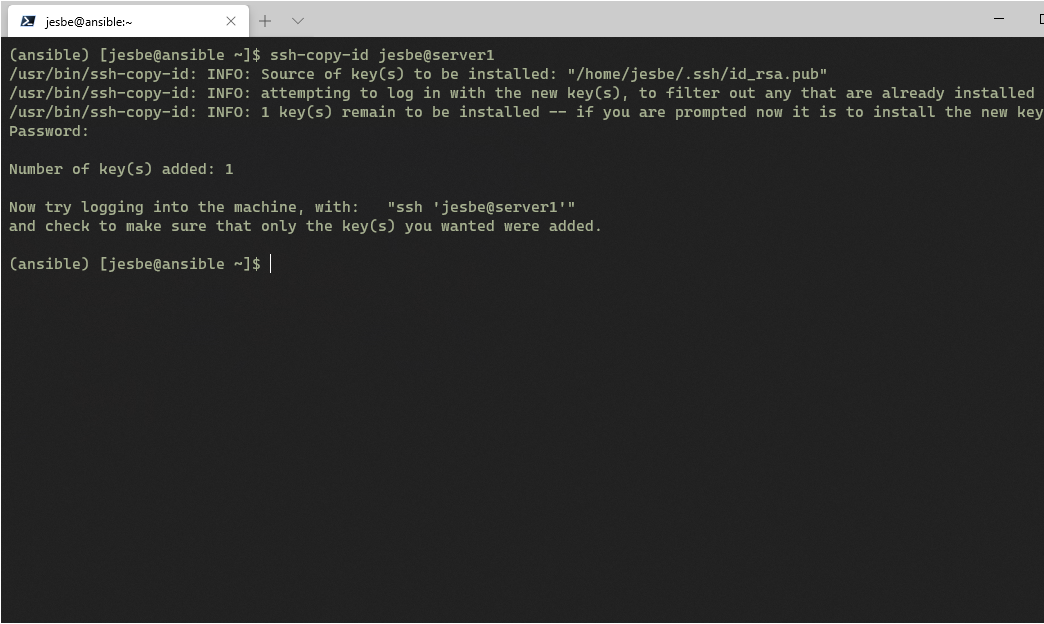 jesbe@ansible:~
(ansible) [jesbe@ansible ~]$ ssh-copy-id jesbe@server1
/usr/bin/ssh-copy-id: INFO: Source of key(s) to be installed: "/home/jesbe/.ssh/id_rsa.pub"
/usr/bin/ssh-copy-id: INFO: attempting to log in with the new key(s), to filter out any that are already installed
/usr/bin/ssh-copy-id: INFO: 1 key(s) remain to be installed -- if you are prompted now it is to install the new key
Password:
Number of key(s) added: 1
Now try logging into the machine, with:   "ssh 'jesbe@server1'"
and check to make sure that only the key(s) you wanted were added.
(ansible) [jesbe@ansible ~]$